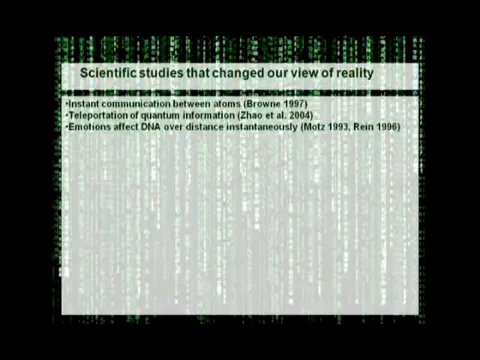 Scientific studies that changed our view of reality
•Instant communication between atoms (Browne 1997)
•Teleportation of quantum information (Zhao et al. 2004)
•Emotions affect DNA over distance instantaneously (Motz 1993, Rein 1996)